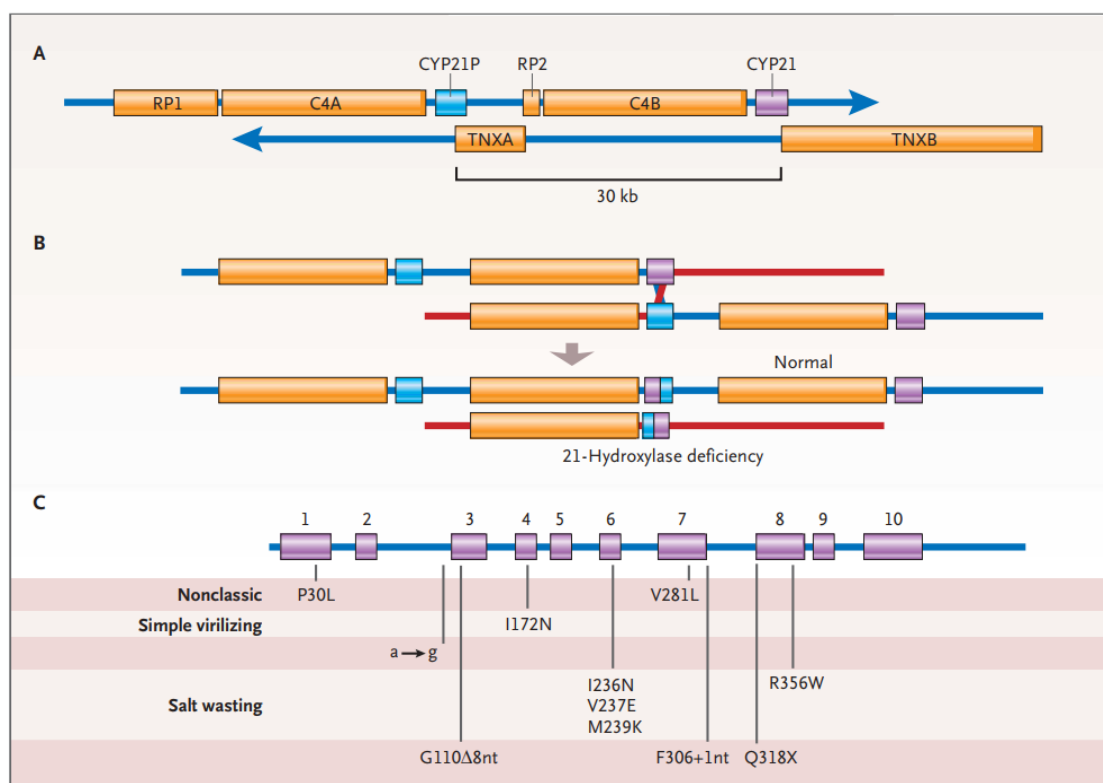 A
CYP21P RP2 CYP21
RP1 C4A C4B
TNXA TNXB
30 kb
B
Normal
21-Hydroxylase deficiency
C
1 2 3 4 5 6 7 8 9 10
Nonclassic P30L V281L
Simple virilizing I172N
a g
I236N R356W
Salt wasting V237E
M239K
G110Δ8nt F306+1nt Q318X